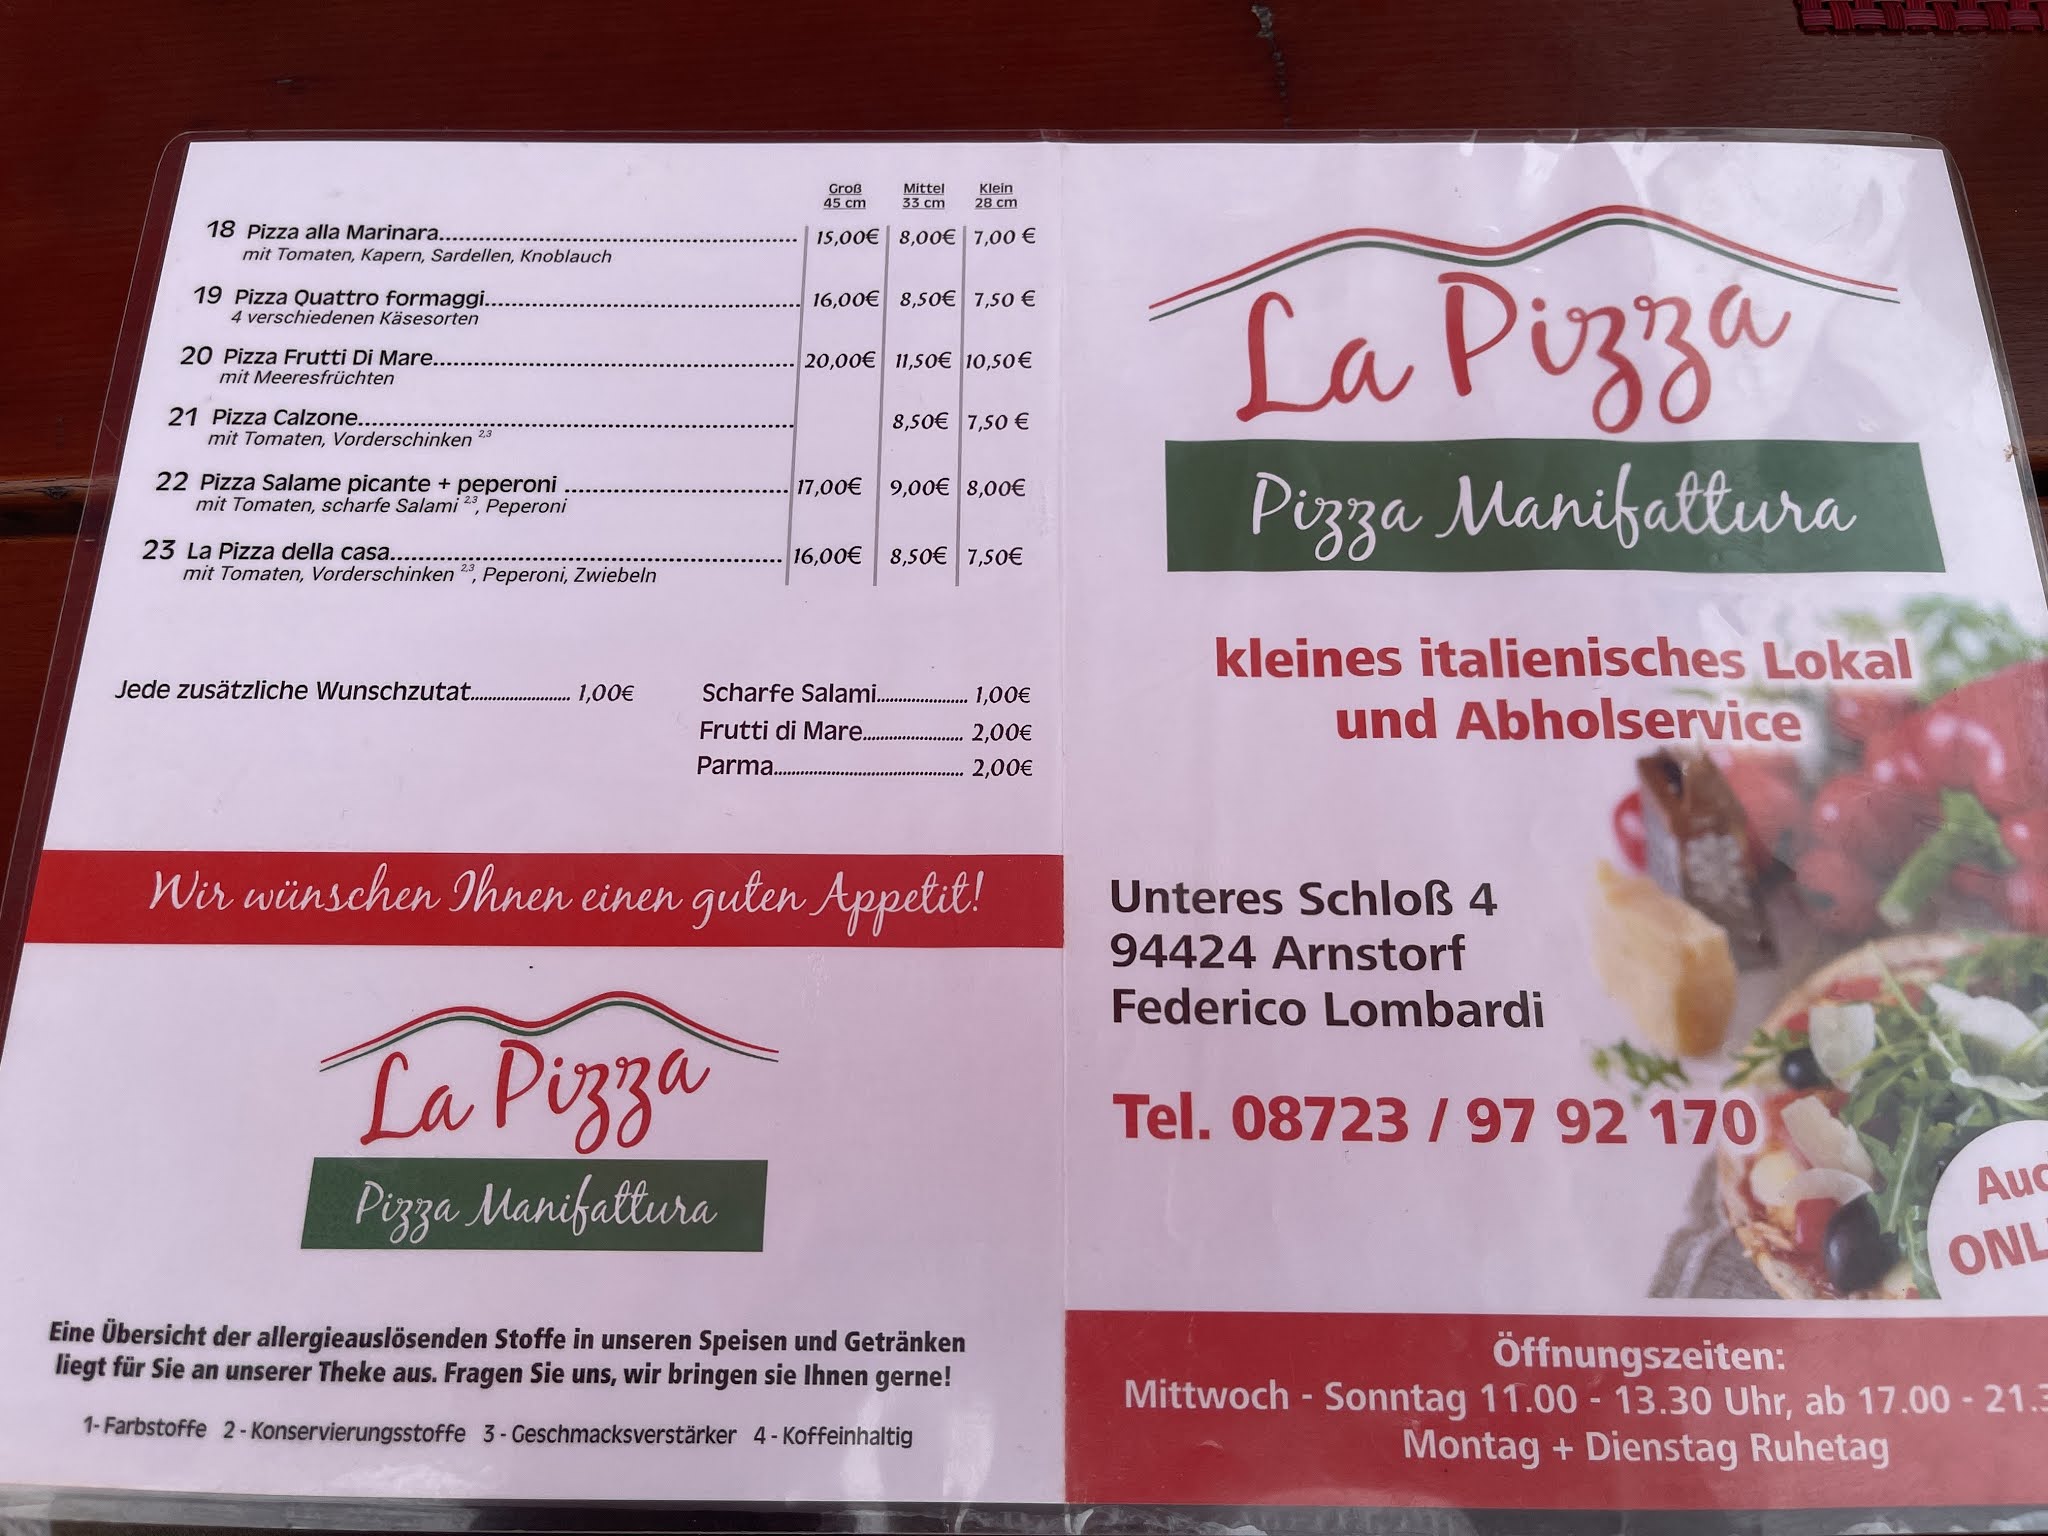 Groß Mittel Klein
45 cm 33 cm 28 cm
18 Pizza alla Marinara 15,00€ 8,00€ 7,00 €
mit Tomaten, Kapern, Sardellen, Knoblauch
19 Pizza Quattro formaggi 16,00€ 8,50€ 7,50 €
4 verschiedenen Käsesorten
20 Pizza Frutti Di Mare 20,00€ 11,50€ 10,50 €
mit Meeresfrüchten
21 Pizza Calzone 8,50€ 7,50 €
mit Tomaten, Vorderschinken 2,3
22 Pizza Salame picante + peperoni 17,00€ 9,00€ 8,00€
mit Tomaten, scharfe Salami 2,3, Peperoni
23 La Pizza della casa 16,00€ 8,50€ 7,50€
mit Tomaten, Vorderschinken 2,3, Peperoni, Zwiebeln
Jede zusätzliche Wunschzutat 1,00€
Scharfe Salami 1,00€
Frutti di Mare 2,00€
Parma 2,00€
Wir wünschen Ihnen einen guten Appetit!
La Pizza
Pizza Manifattura
Eine Übersicht der allergieauslösenden Stoffe in unseren Speisen und Getränken
liegt für Sie an unserer Theke aus. Fragen Sie uns, wir bringen sie Ihnen gerne!
1- Farbstoffe 2 - Konservierungsstoffe 3 - Geschmacksverstärker 4 - Koffeinhaltig
La Pizza
Pizza Manifattura
kleines italienisches Lokal
und Abholservice
Unteres Schloß 4
94424 Arnstorf
Federico Lombardi
Tel. 08723 / 97 92 170
Öffnungszeiten:
Mittwoch - Sonntag 11.00 - 13.30 Uhr, ab 17.00 -
Montag + Dienstag Ruhetag